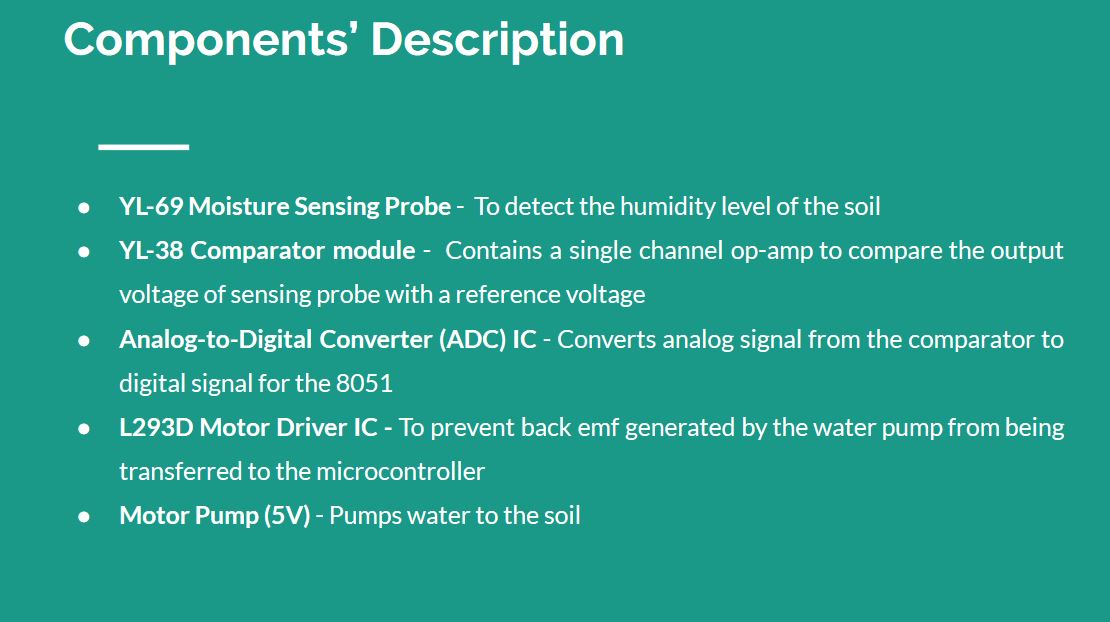 Components’ Description
● YL-69 Moisture Sensing Probe - To detect the humidity level of the soil
● YL-38 Comparator module - Contains a single channel op-amp to compare the output
voltage of sensing probe with a reference voltage
● Analog-to-Digital Converter (ADC) IC - Converts analog signal from the comparator to
digital signal for the 8051
● L293D Motor Driver IC - To prevent back emf generated by the water pump from being
transferred to the microcontroller
● Motor Pump (5V) - Pumps water to the soil